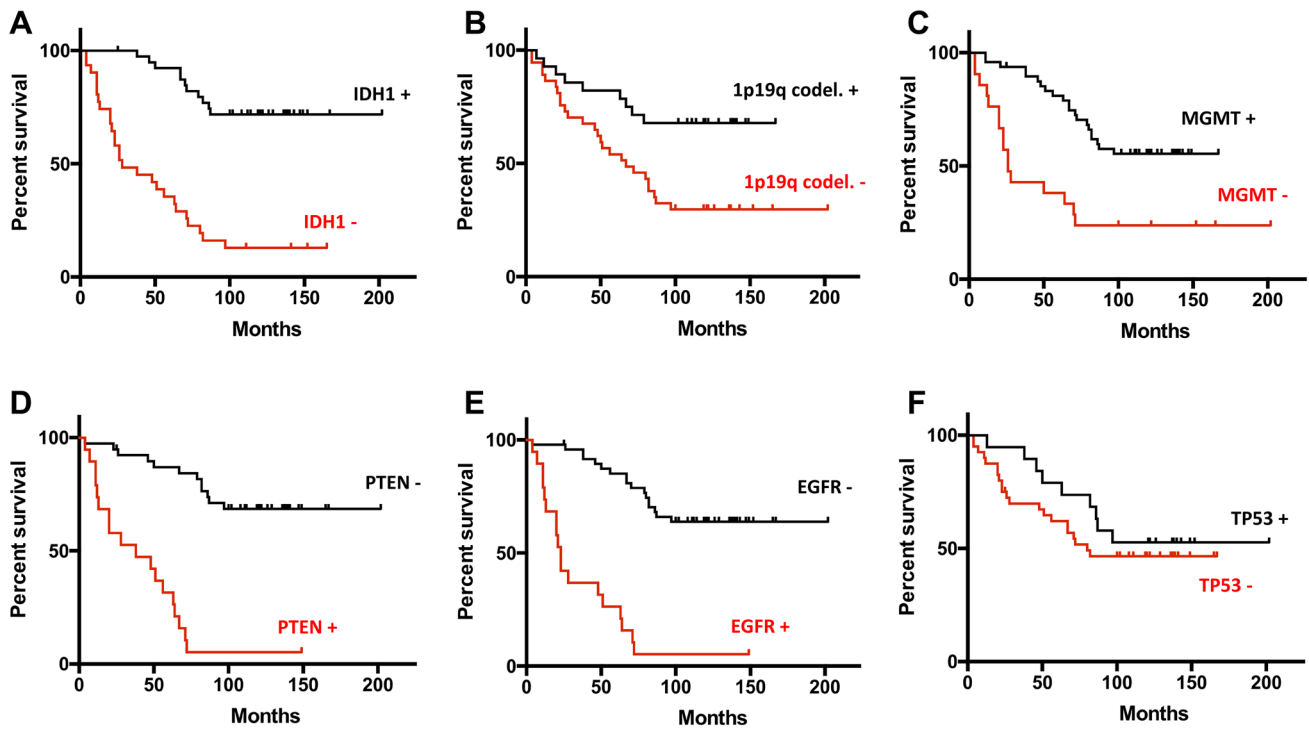 A
Percent survival
100
50
0
IDH1 +
IDH1 -
0 50 100 150 200
Months
B
Percent survival
100
50
0
1p19q codel. +
1p19q codel. -
0 50 100 150 200
Months
C
Percent survival
100
50
0
MGMT +
MGMT -
0 50 100 150 200
Months
D
Percent survival
100
50
0
PTEN -
PTEN +
0 50 100 150 200
Months
E
Percent survival
100
50
0
EGFR -
EGFR +
0 50 100 150 200
Months
F
Percent survival
100
50
0
TP53 +
TP53 -
0 50 100 150 200
Months